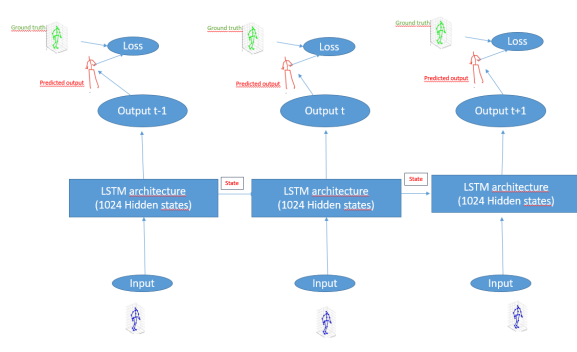 Ground truth:
Loss
Predicted output
Output t-1
LSTM architecture
(1024 Hidden states)
Input
State
Ground truth:
Loss
Predicted output
Output t
LSTM architecture
(1024 Hidden states)
Input
State
Ground truth:
Loss
Predicted output
Output t+1
LSTM architecture
(1024 Hidden states)
Input